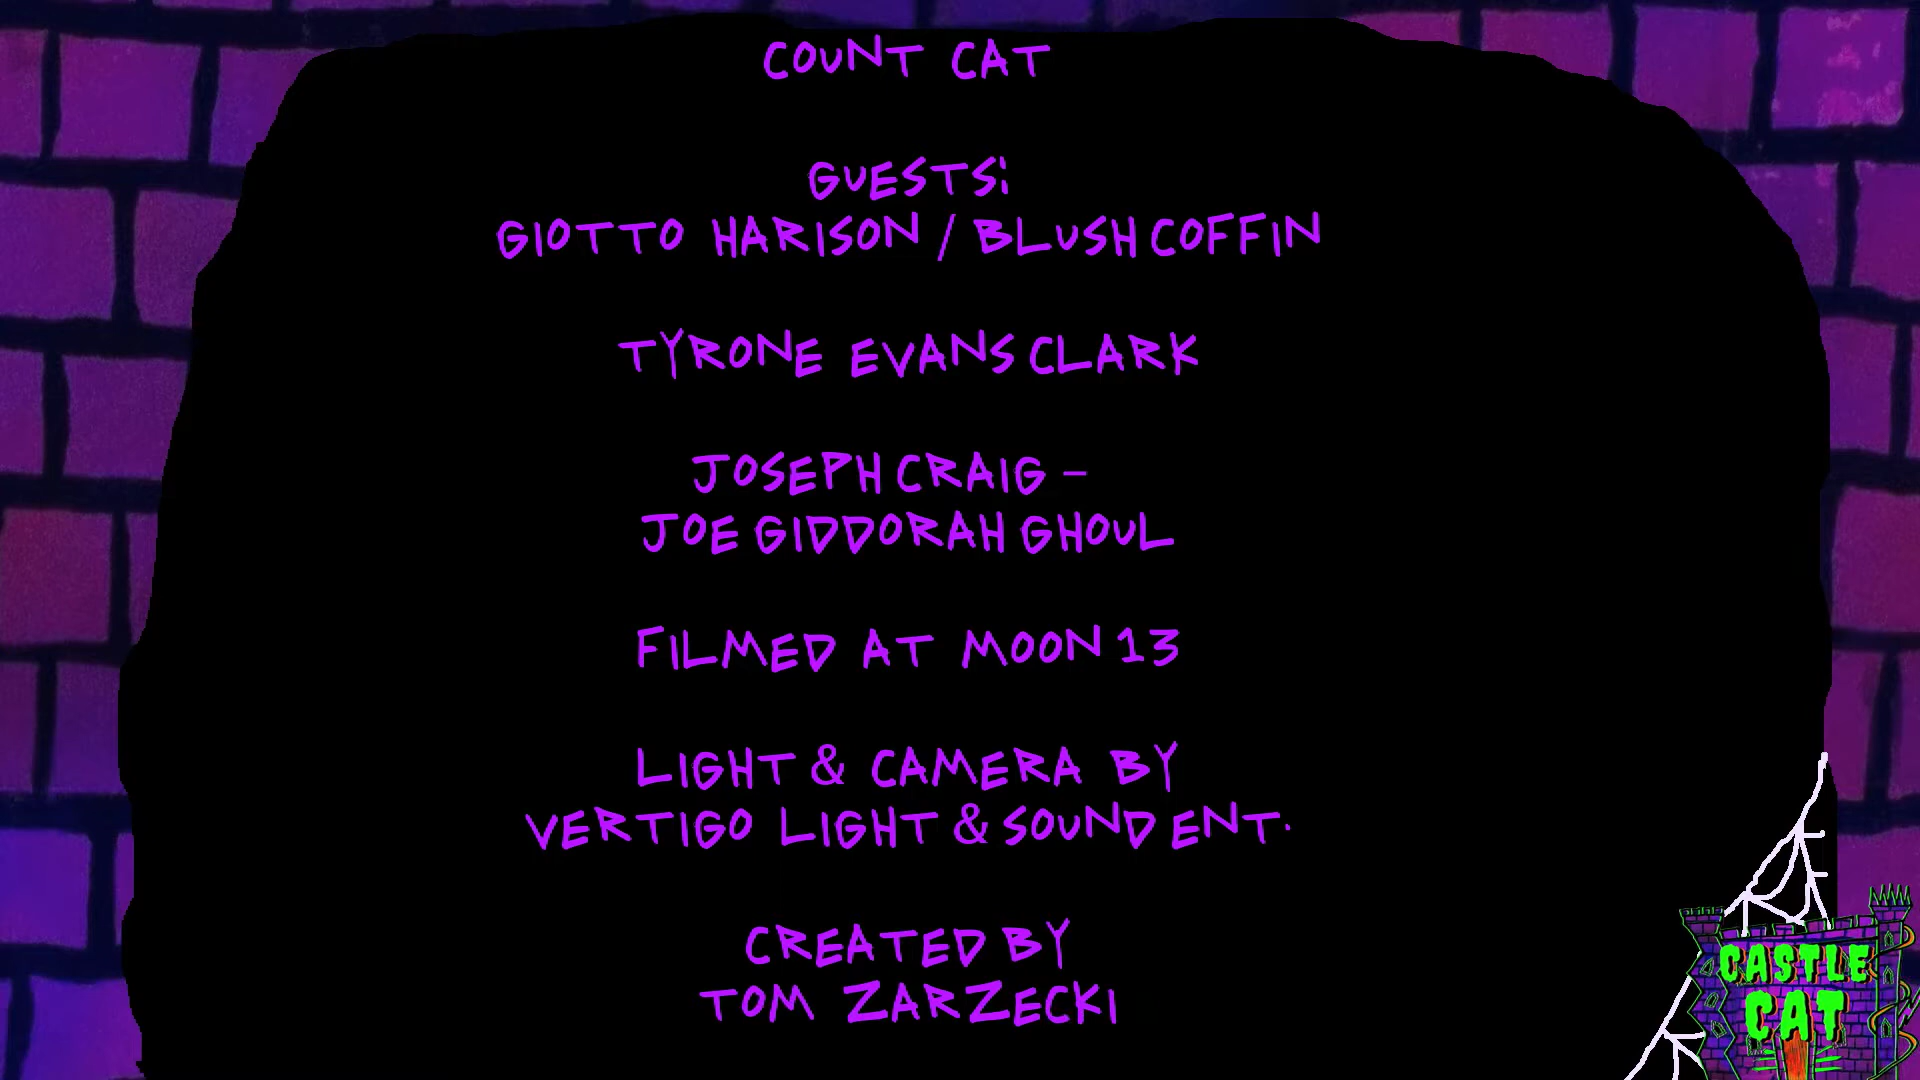 COUNT CAT
GUESTS:
GIOTTO HARISON / BLUSH COFFIN
TYRONE EVANS CLARK
JOSEPH CRAIG -
JOE GIDDORAH GHOUL
FILMED AT MOON 13
LIGHT & CAMERA BY
VERTIGO LIGHT & SOUND ENT.
CREATED BY
TOM ZARZECKI
CASTLE
CAT